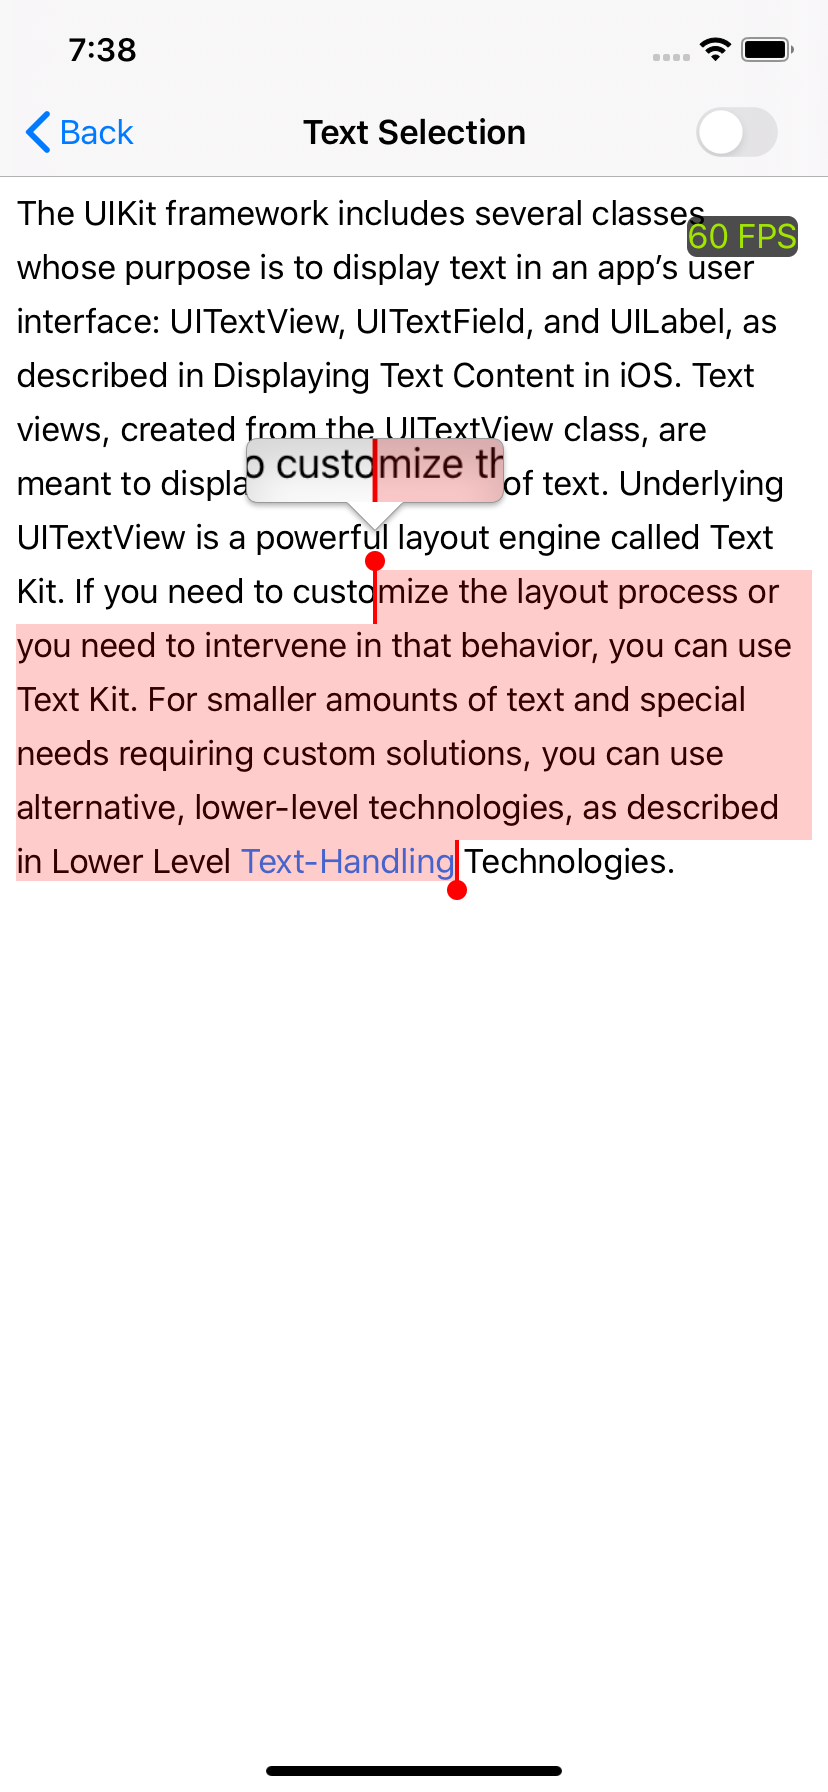 7:38
Back
Text Selection
The UIKit framework includes several classes
60 FPS
whose purpose is to display text in an app’s user
interface: UITextView, UITextField, and UILabel, as
described in Displaying Text Content in iOS. Text
views, created from the UITextView class, are
o customize th
meant to displa of text. Underlying
UITextView is a powerful layout engine called Text
Kit. If you need to customize the layout process or
you need to intervene in that behavior, you can use
Text Kit. For smaller amounts of text and special
needs requiring custom solutions, you can use
alternative, lower-level technologies, as described
in Lower Level Text-Handling Technologies.